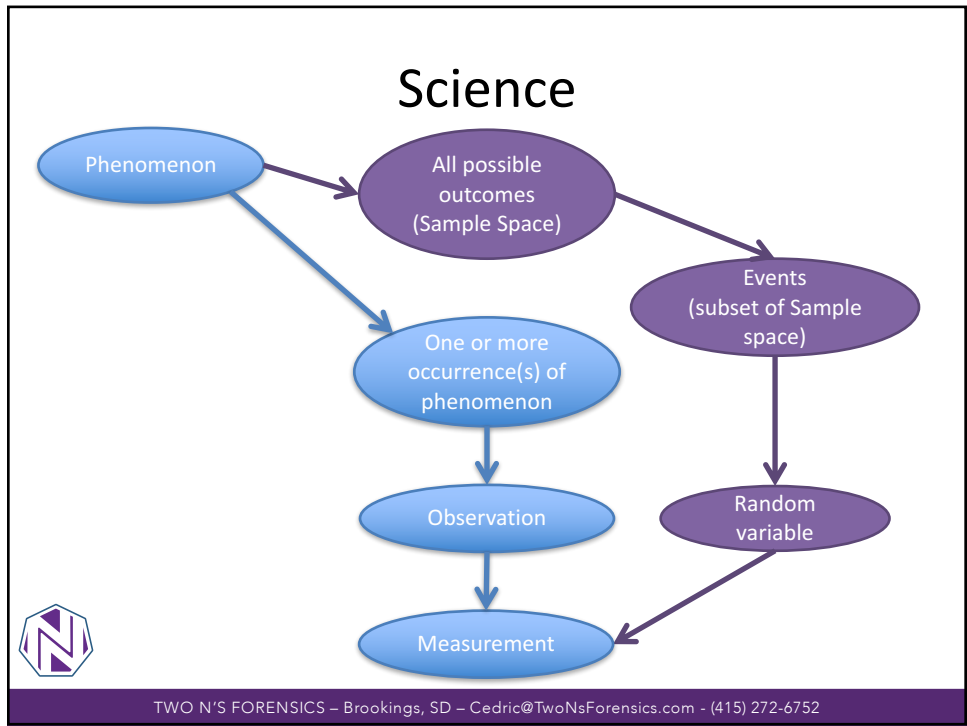 Science
Phenomenon
All possible
outcomes
(Sample Space)
Events
(subset of Sample
space)
One or more
occurrence(s) of
phenomenon
Observation
Random
variable
Measurement
N
TWO N'S FORENSICS – Brookings, SD – Cedric@TwoNsForensics.com - (415) 272-6752